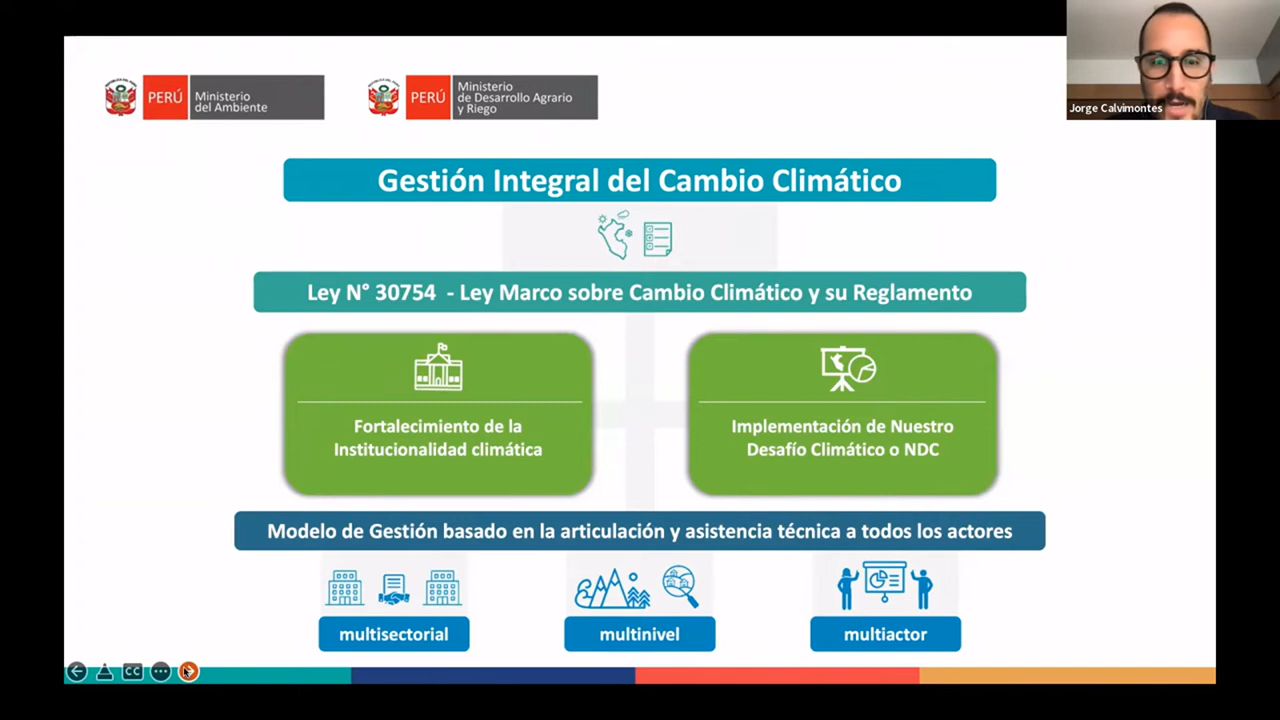 Jorge Calvimontes
PERÚ
Ministerio
del Ambiente
PERÚ
Ministerio
de Desarrollo Agrario
y Riego
Gestión Integral del Cambio Climático
Ley N° 30754 - Ley Marco sobre Cambio Climático y su Reglamento
Fortalecimiento de la
Institucionalidad climática
Implementación de Nuestro
Desafío Climático o NDC
Modelo de Gestión basado en la articulación y asistencia técnica a todos los actores
multisectorial
multinivel
multiactor
CC